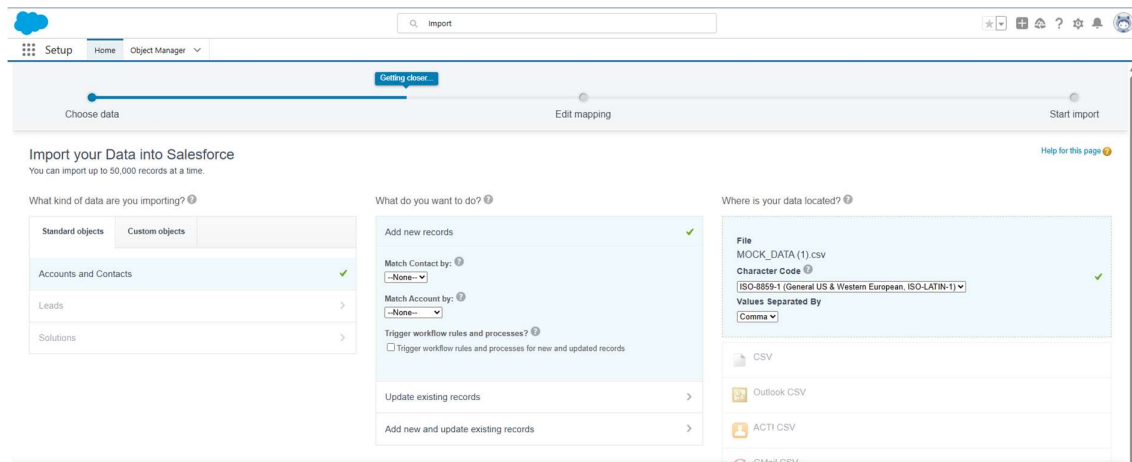 Import
Setup
Home
Object Manager
Getting closer...
Choose data
Edit mapping
Start import
Import your Data into Salesforce
You can import up to 50,000 records at a time.
Help for this page
What kind of data are you importing?
Standard objects
Custom objects
Accounts and Contacts
Leads
Solutions
What do you want to do?
Add new records
Match Contact by:
--None--
Match Account by:
--None--
Trigger workflow rules and processes?
Trigger workflow rules and processes for new and updated records
Update existing records
Add new and update existing records
Where is your data located?
File
MOCK_DATA (1).csv
Character Code
ISO-8859-1 (General US & Western European, ISO-LATIN-1)
Values Separated By
Comma
CSV
Outlook CSV
ACT! CSV
GMail CSV